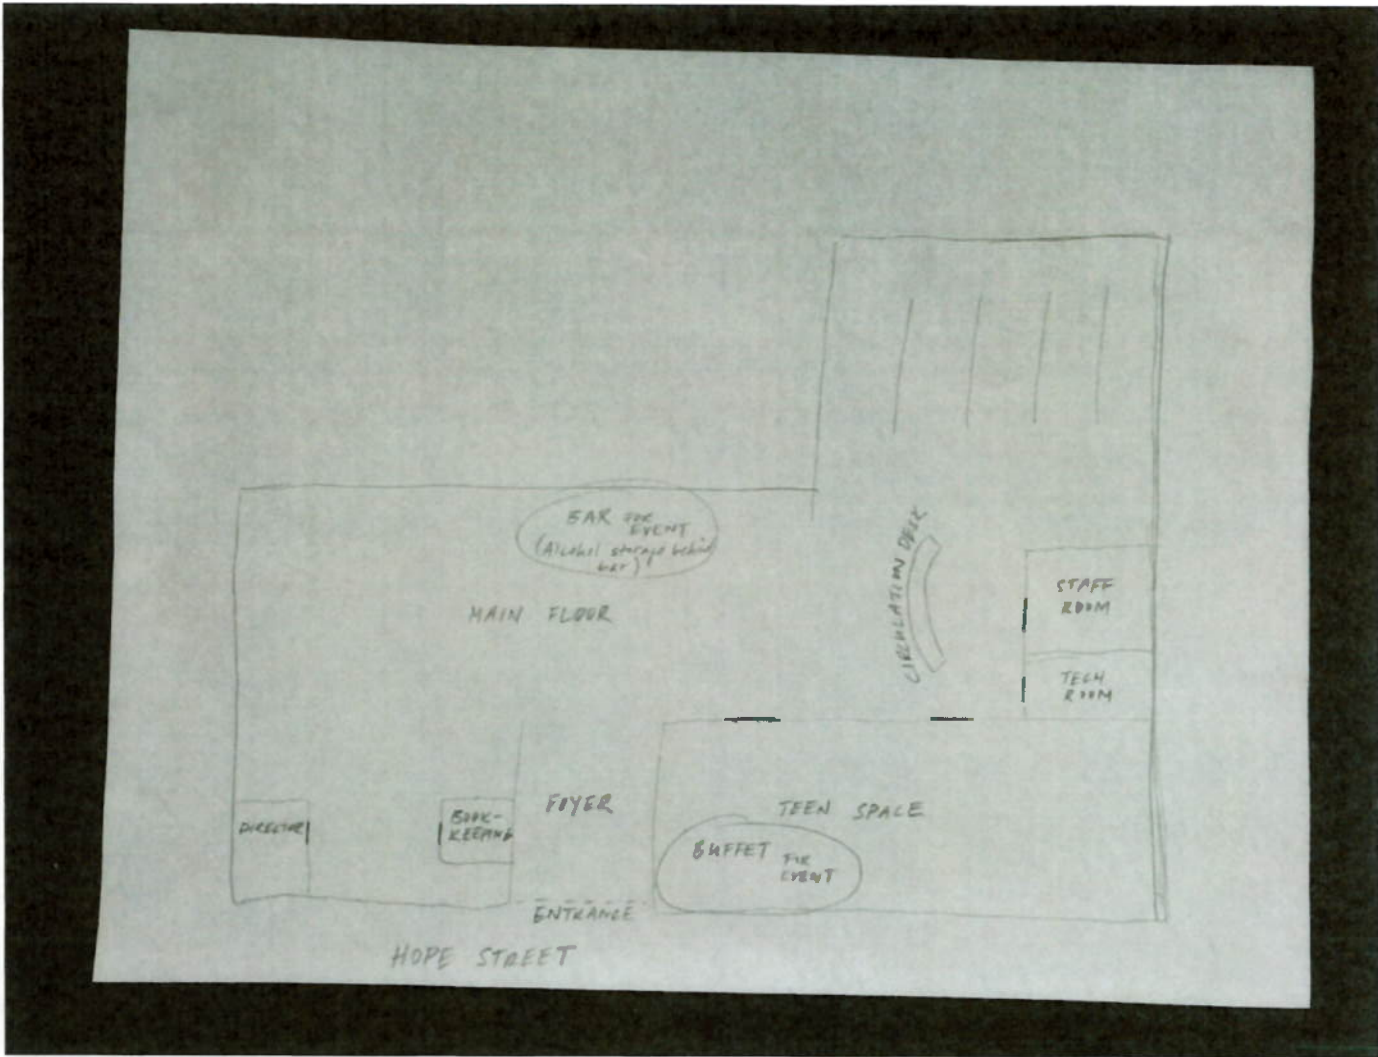 BAR FOR
EVENT
(Alcohol storage behind
bar)
MAIN FLOOR
CIRCULATION DESK
STAFF
ROOM
TECH
ROOM
DIRECTOR
BOOK-
KEEPING
FOYER
TEEN SPACE
BUFFET FOR
EVENT
ENTRANCE
HOPE STREET